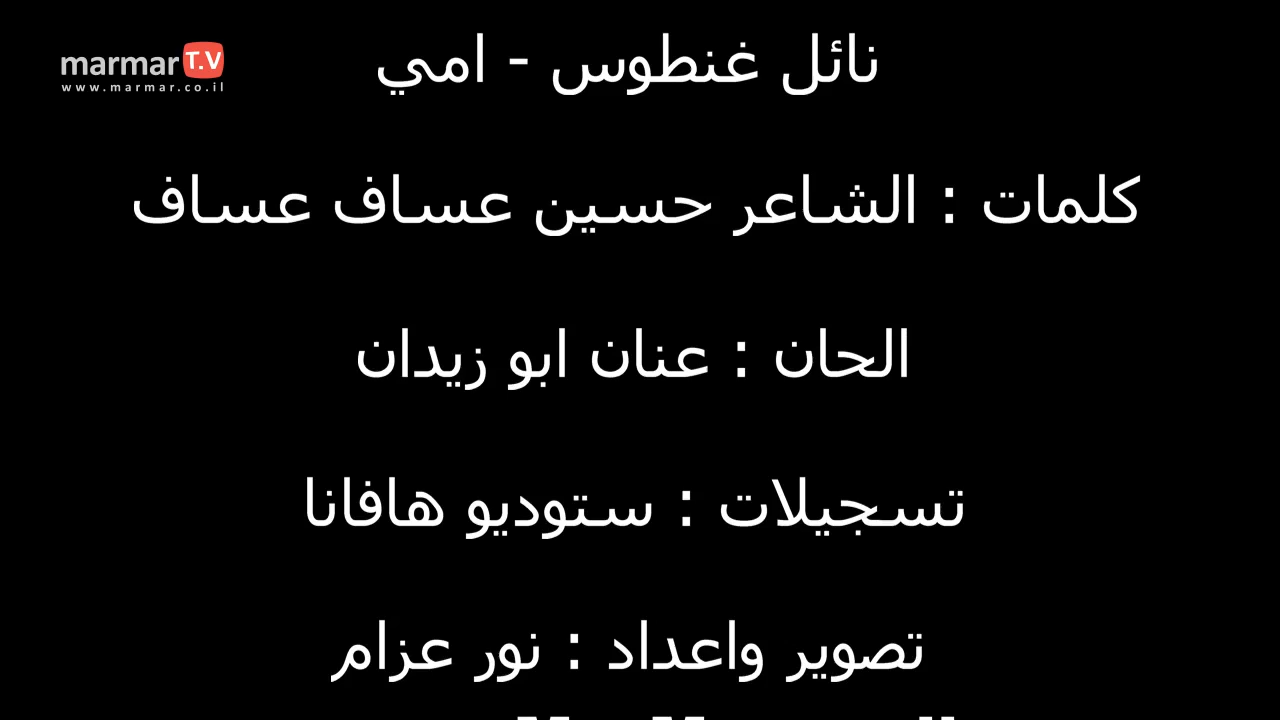 marmar T.V
www.marmar.co.il
نائل غنطوس - امي
كلمات : الشاعر حسين عساف عساف
الحان : عنان ابو زيدان
تسجيلات : ستوديو هافانا
تصوير واعداد : نور عزام